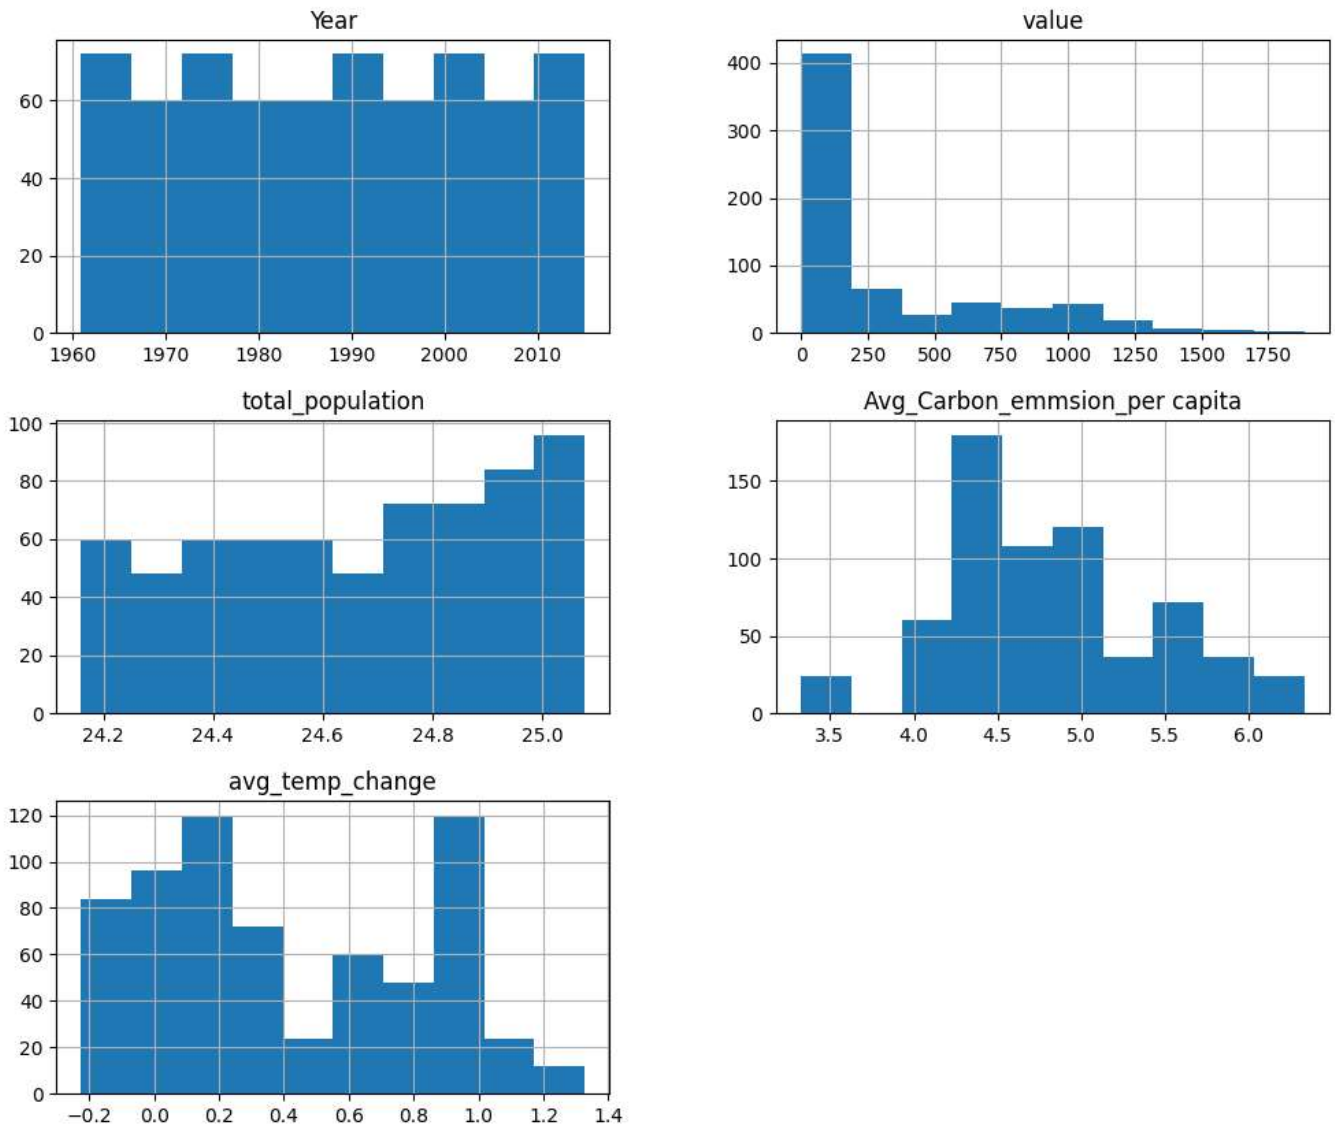 Year
60
40
20
0
1960 1970 1980 1990 2000 2010
value
400
300
200
100
0
0 250 500 750 1000 1250 1500 1750
total_population
100
80
60
40
20
0
24.2 24.4 24.6 24.8 25.0
Avg_Carbon_emmsion_per capita
150
100
50
0
3.5 4.0 4.5 5.0 5.5 6.0
avg_temp_change
120
100
80
60
40
20
0
−0.2 0.0 0.2 0.4 0.6 0.8 1.0 1.2 1.4